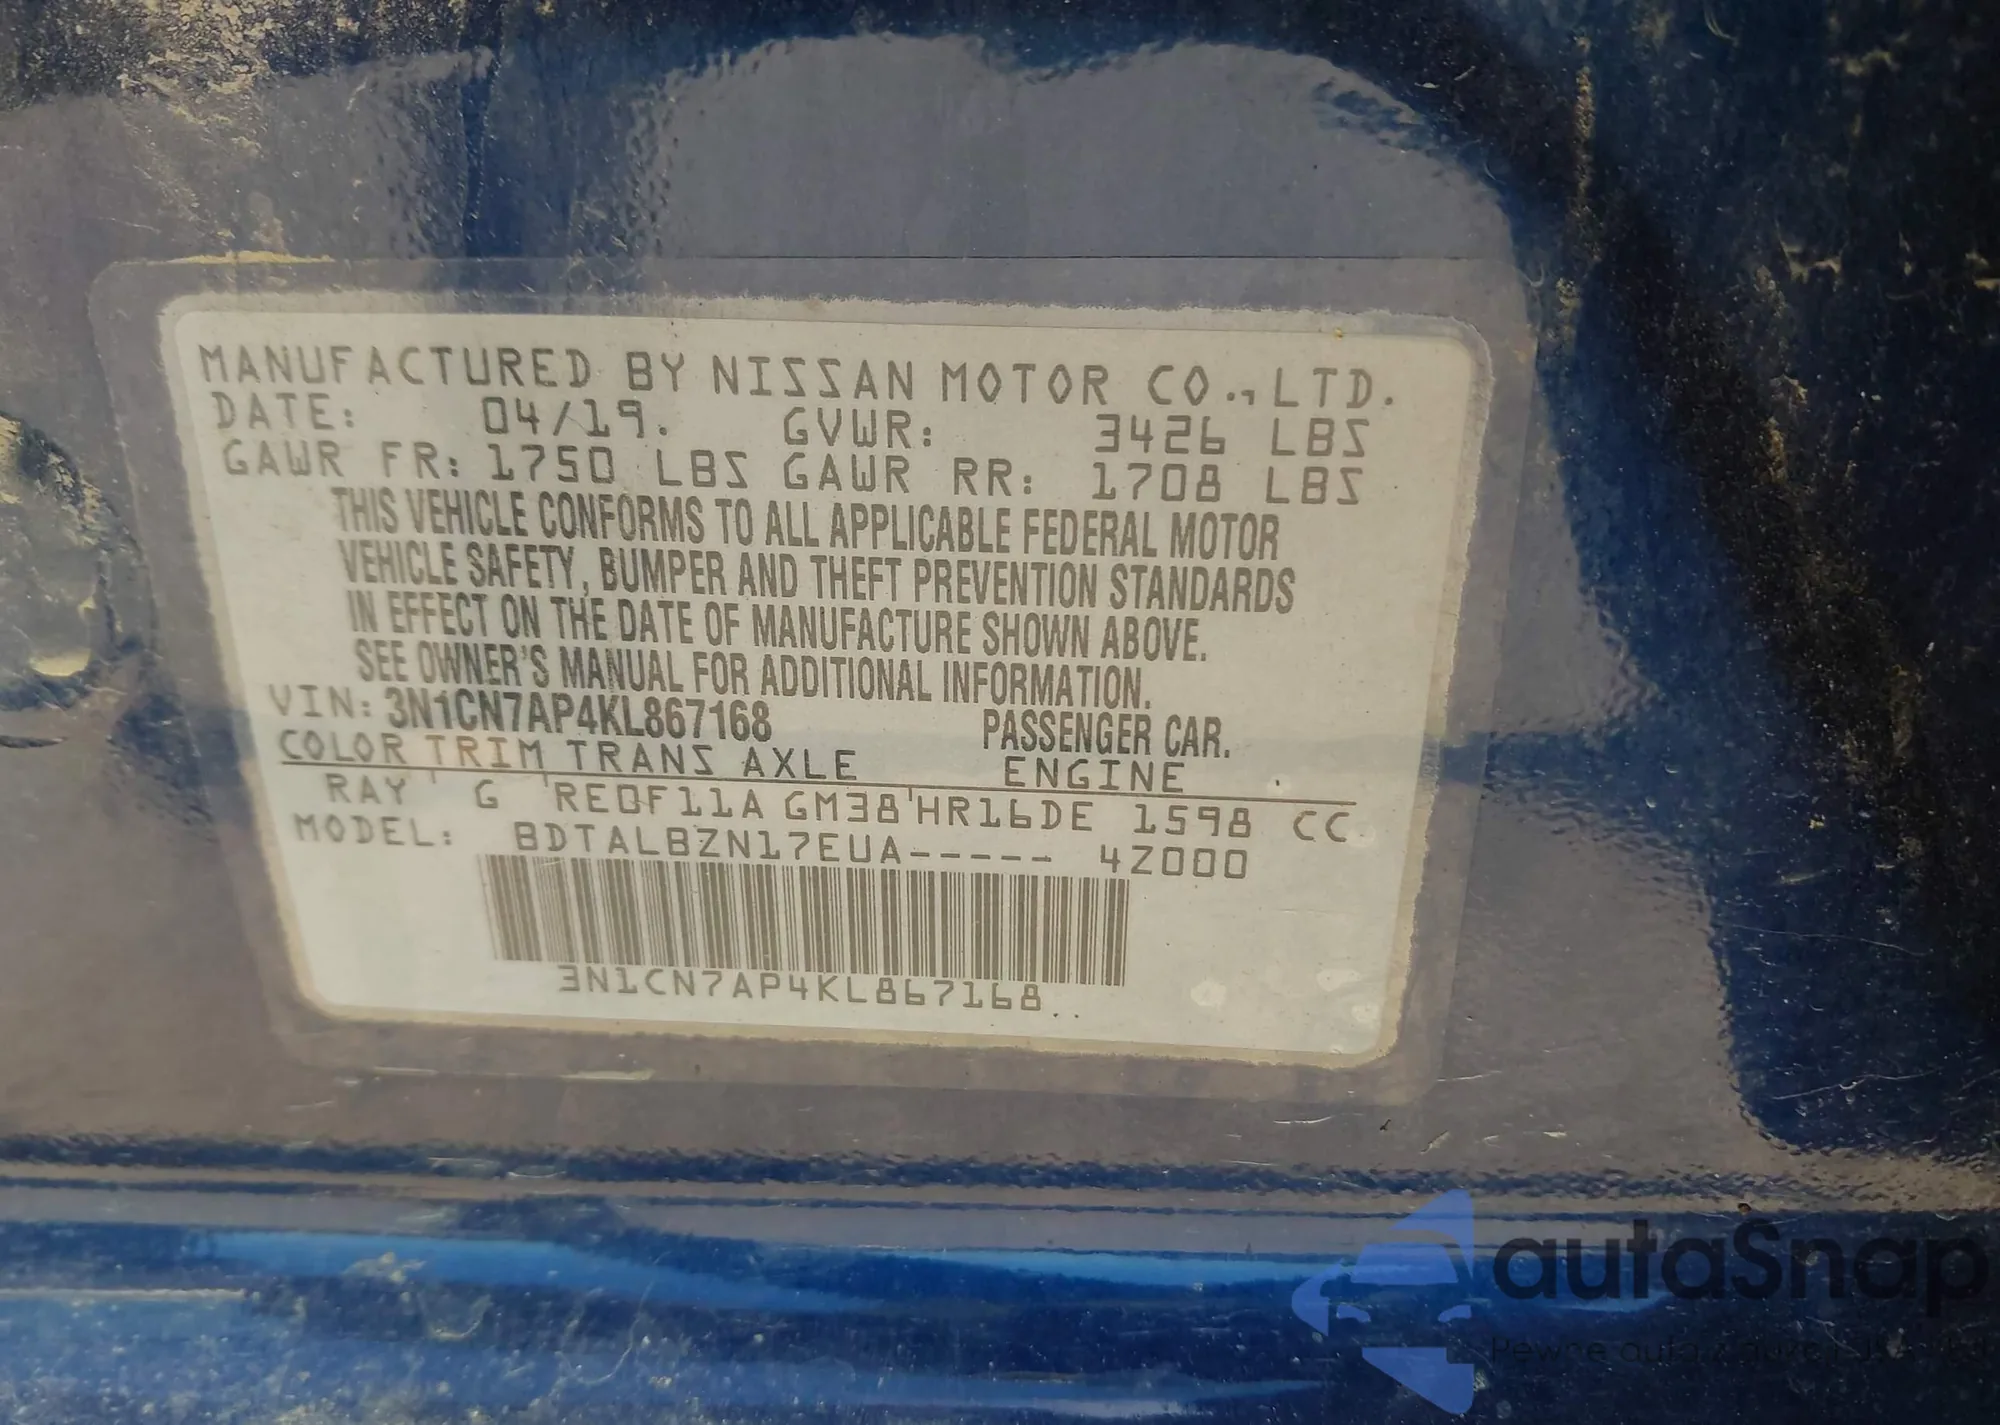 MANUFACTURED BY NISSAN MOTOR CO., LTD.
DATE: 04/19. GVWR: 3426 LBS
GAWR FR: 1750 LBS GAWR RR: 1708 LBS
THIS VEHICLE CONFORMS TO ALL APPLICABLE FEDERAL MOTOR
VEHICLE SAFETY, BUMPER AND THEFT PREVENTION STANDARDS
IN EFFECT ON THE DATE OF MANUFACTURE SHOWN ABOVE.
SEE OWNER'S MANUAL FOR ADDITIONAL INFORMATION.
VIN: 3N1CN7AP4KL867168 PASSENGER CAR.
COLOR TRIM TRANS AXLE ENGINE
RAY G RE0F11A GM38 HR16DE 1598 CC
MODEL: BDTALBZN17EUA----- 4Z000
3N1CN7AP4KL867168..
autaSnap
Pewne auta z